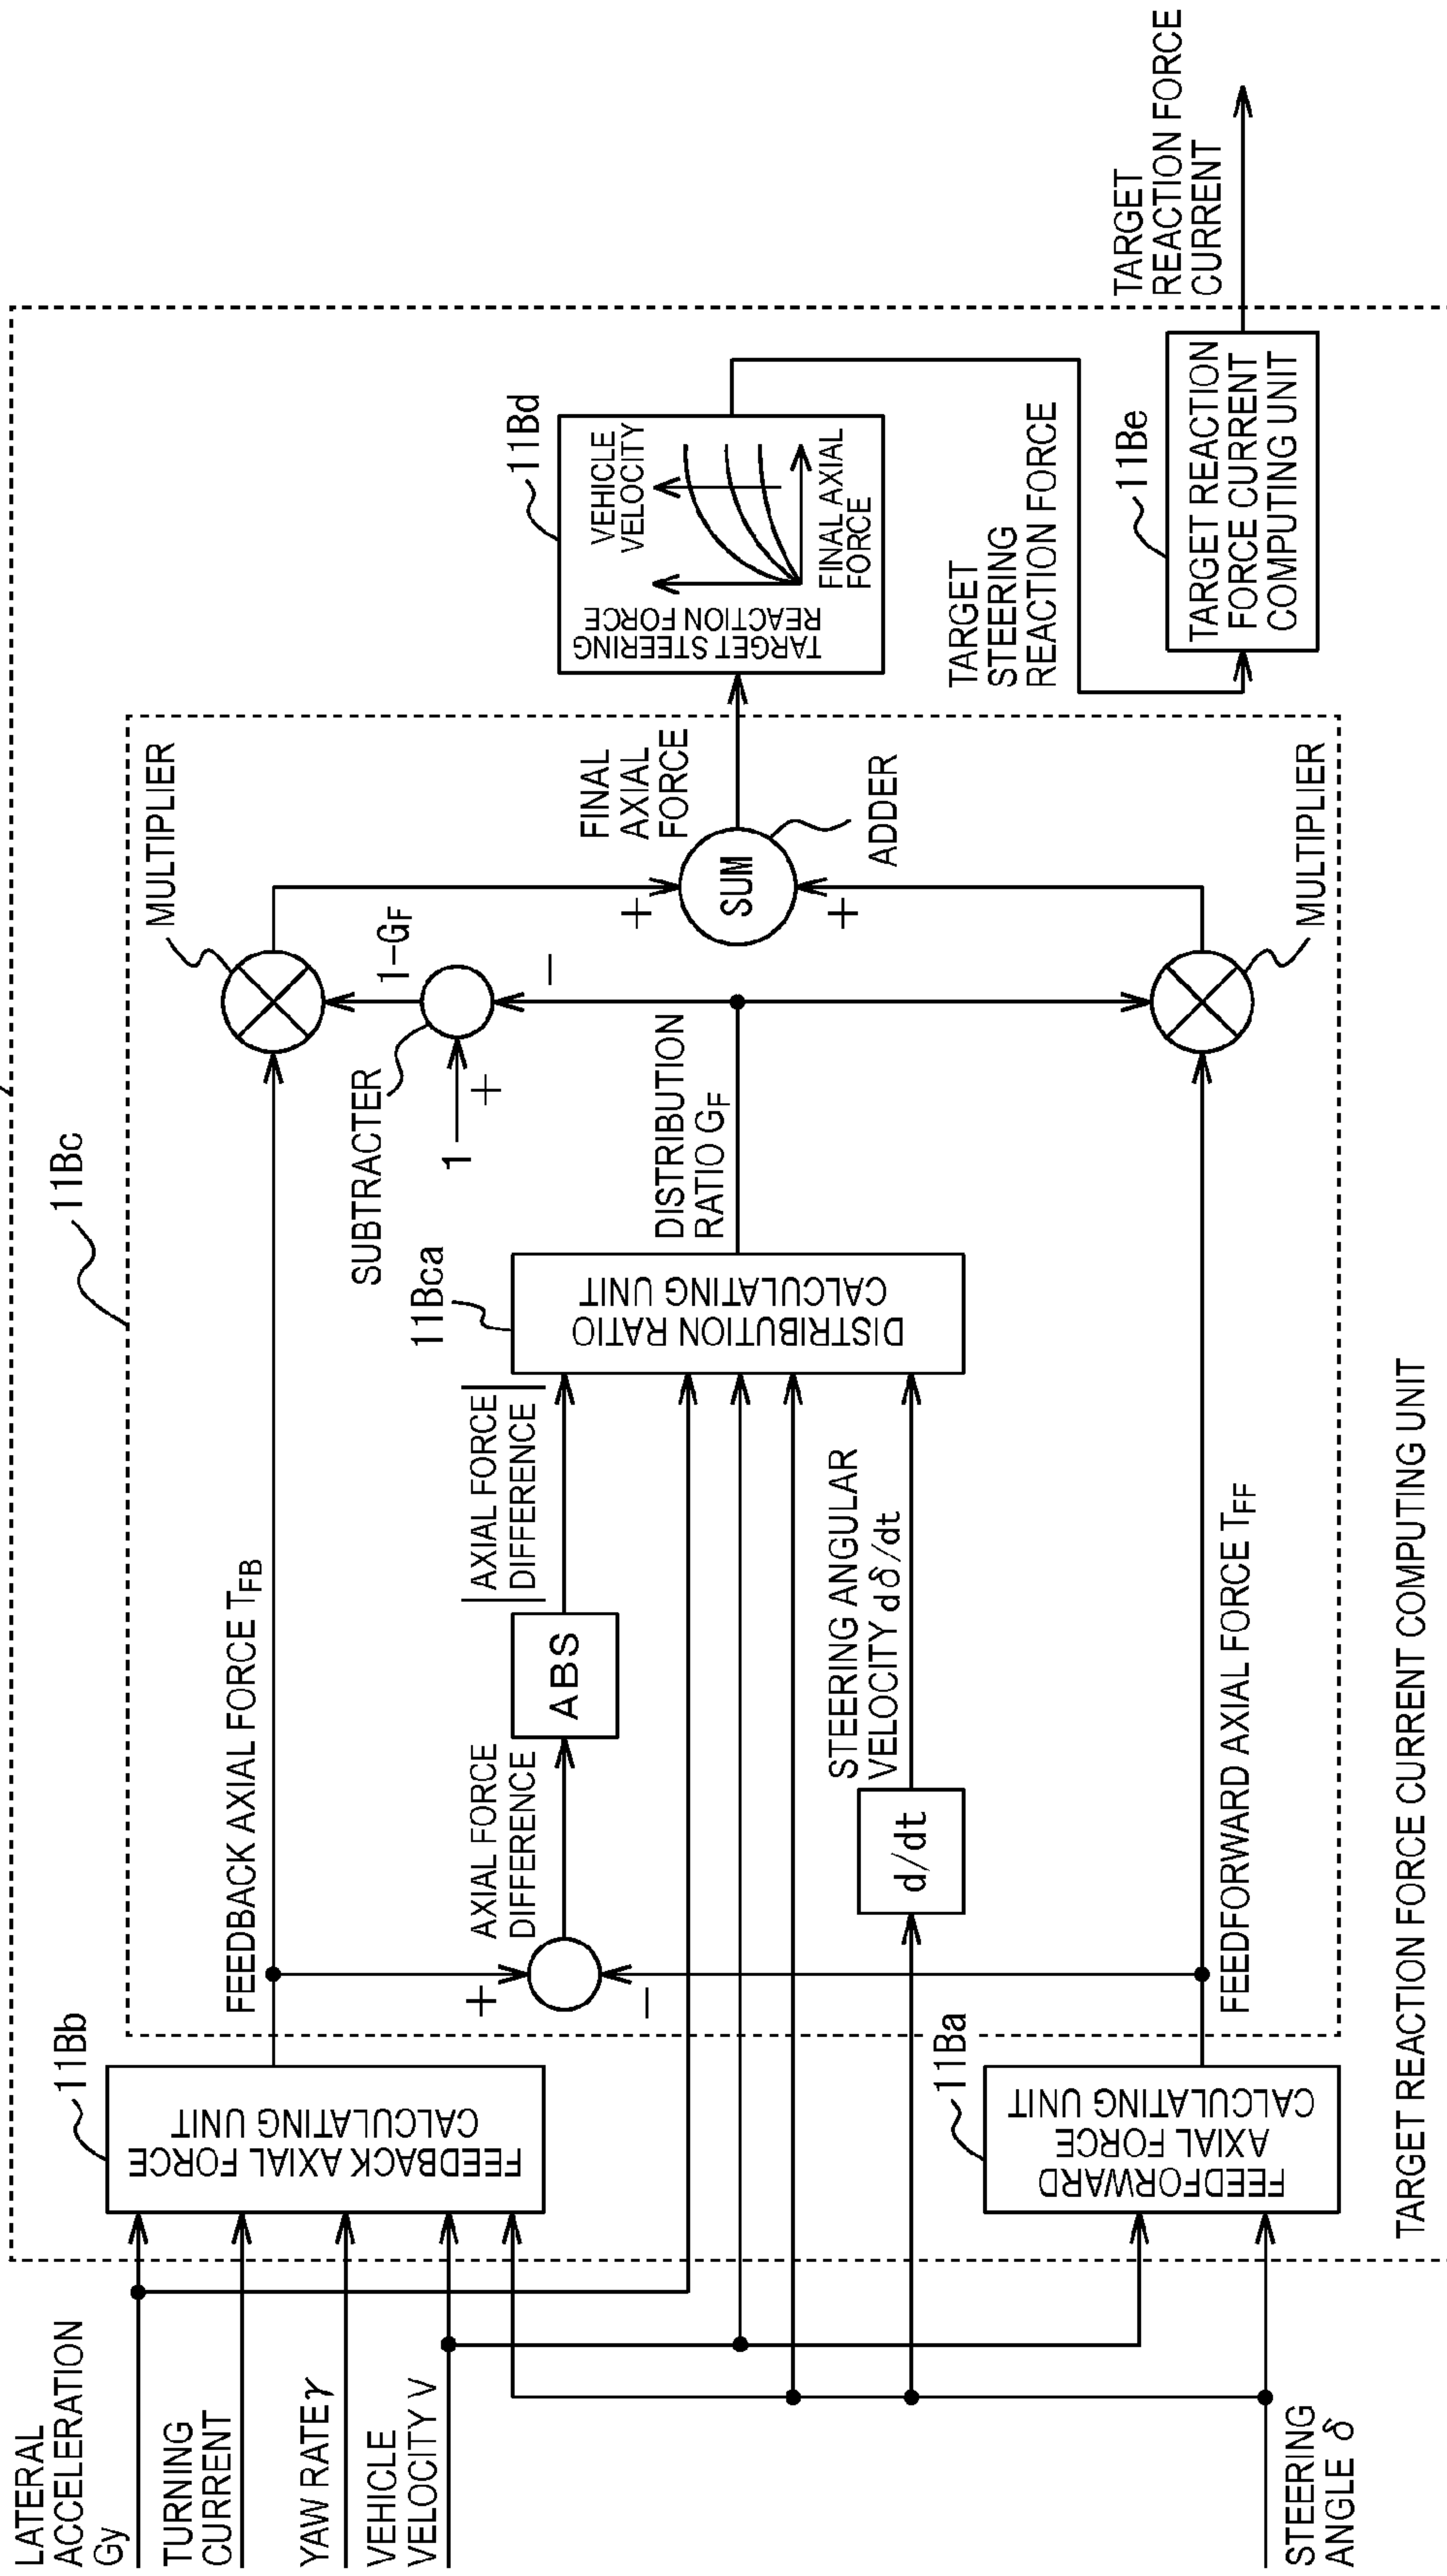 LATERAL
ACCELERATION
Gy
TURNING
CURRENT
YAW RATE γ
VEHICLE
VELOCITY V
STEERING
ANGLE δ
11Bb
FEEDBACK AXIAL FORCE
CALCULATING UNIT
11Ba
FEEDFORWARD
AXIAL FORCE
CALCULATING UNIT
11Bc
FEEDBACK AXIAL FORCE TFB
+
−
AXIAL FORCE
DIFFERENCE
ABS
|AXIAL FORCE
DIFFERENCE|
d/dt
STEERING ANGULAR
VELOCITY dδ/dt
FEEDFORWARD AXIAL FORCE TFF
11Bca
DISTRIBUTION RATIO
CALCULATING UNIT
DISTRIBUTION
RATIO GF
SUBTRACTER
1
+
−
1-GF
MULTIPLIER
+
SUM
+
ADDER
MULTIPLIER
FINAL
AXIAL
FORCE
11Bd
TARGET STEERING
REACTION FORCE
VEHICLE
VELOCITY
FINAL AXIAL
FORCE
TARGET
STEERING
REACTION FORCE
11Be
TARGET REACTION
FORCE CURRENT
COMPUTING UNIT
TARGET
REACTION FORCE
CURRENT
TARGET REACTION FORCE CURRENT COMPUTING UNIT